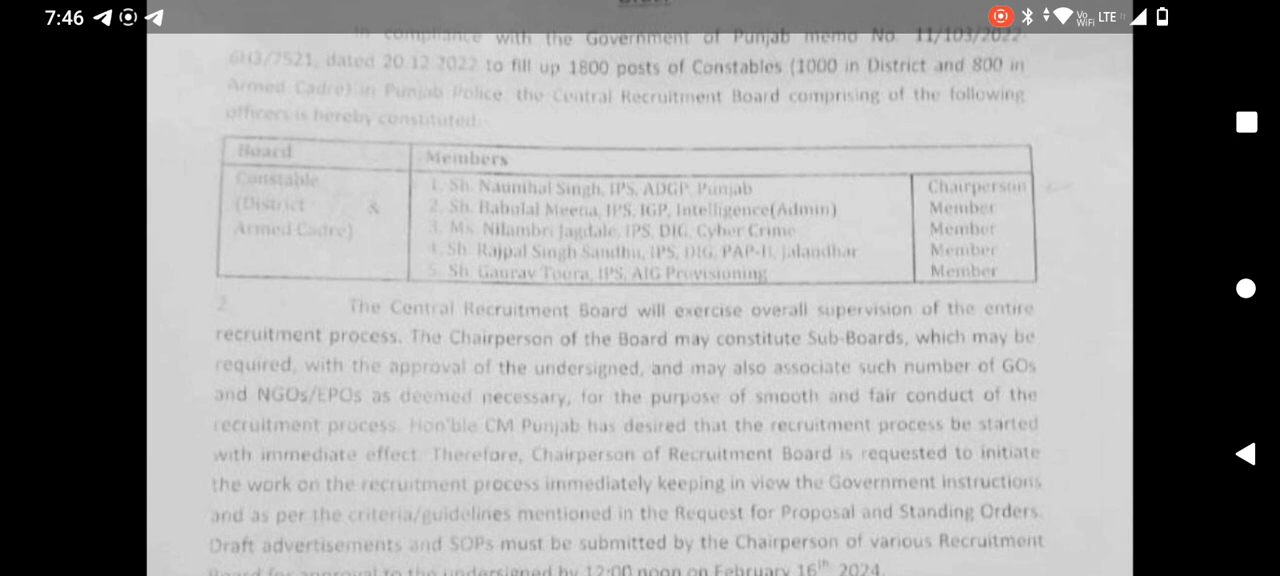 7:46
Vo WiFi LTE
Order
In compliance with the Government of Punjab memo No. 11/103/2022-
6H3/7521, dated 20.12.2022 to fill up 1800 posts of Constables (1000 in District and 800 in
Armed Cadre) in Punjab Police, the Central Recruitment Board comprising of the following
officers is hereby constituted:
Board Members
Constable 1. Sh. Naunihal Singh, IPS, ADGP, Punjab Chairperson
(District & 2. Sh. Babulal Meena, IPS, IGP, Intelligence(Admin) Member
Armed Cadre) 3. Ms. Nilambri Jagdale, IPS, DIG, Cyber Crime Member
4. Sh. Rajpal Singh Sandhu, IPS, DIG, PAP-II, Jalandhar Member
5. Sh. Gaurav Toora, IPS, AIG Provisioning Member
2. The Central Recruitment Board will exercise overall supervision of the entire
recruitment process. The Chairperson of the Board may constitute Sub-Boards, which may be
required, with the approval of the undersigned, and may also associate such number of GOs
and NGOs/EPOs as deemed necessary, for the purpose of smooth and fair conduct of the
recruitment process. Hon'ble CM Punjab has desired that the recruitment process be started
with immediate effect. Therefore, Chairperson of Recruitment Board is requested to initiate
the work on the recruitment process immediately keeping in view the Government instructions
and as per the criteria/guidelines mentioned in the Request for Proposal and Standing Orders.
Draft advertisements and SOPs must be submitted by the Chairperson of various Recruitment
Board for approval to the undersigned by 12:00 noon on February 16th, 2024.